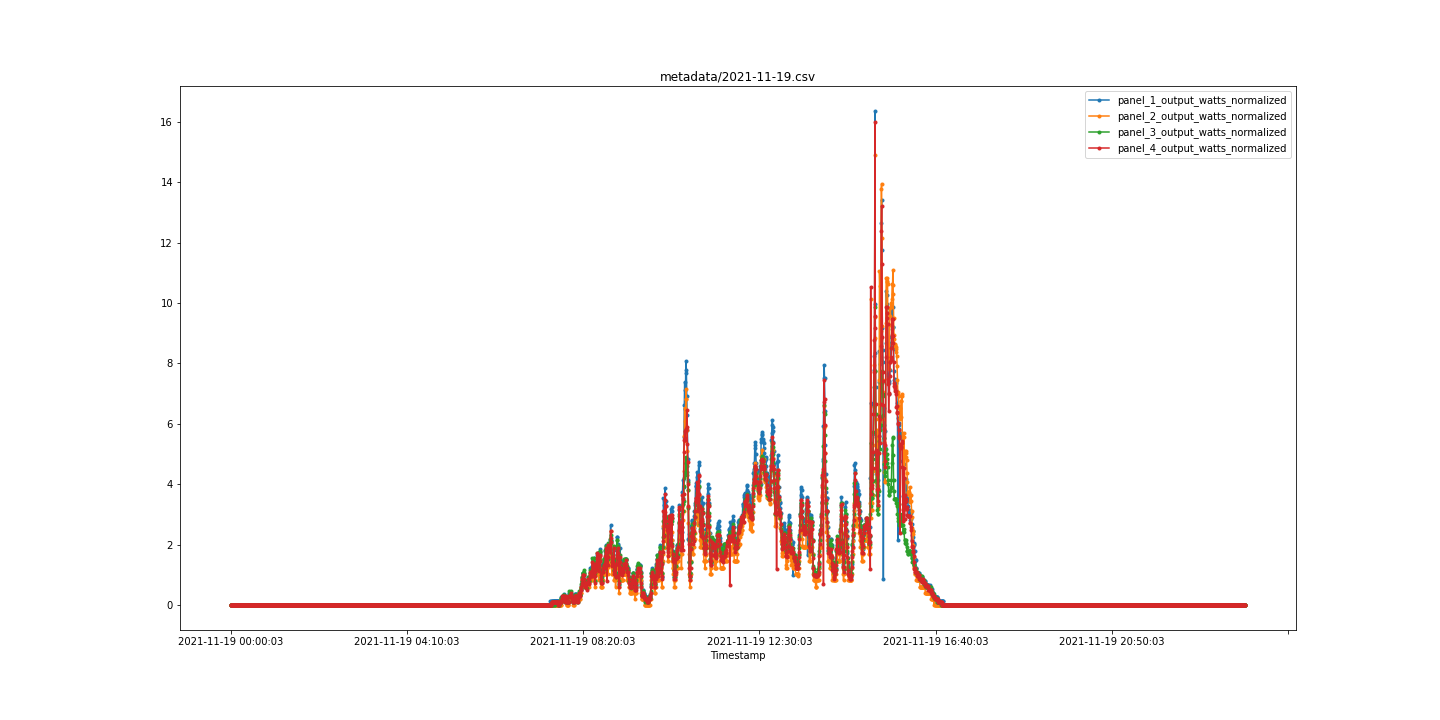 metadata/2021-11-19.csv
panel_1_output_watts_normalized
panel_2_output_watts_normalized
panel_3_output_watts_normalized
panel_4_output_watts_normalized
16
14
12
10
8
6
4
2
0
2021-11-19 00:00:03 2021-11-19 04:10:03 2021-11-19 08:20:03 2021-11-19 12:30:03 2021-11-19 16:40:03 2021-11-19 20:50:03
Timestamp